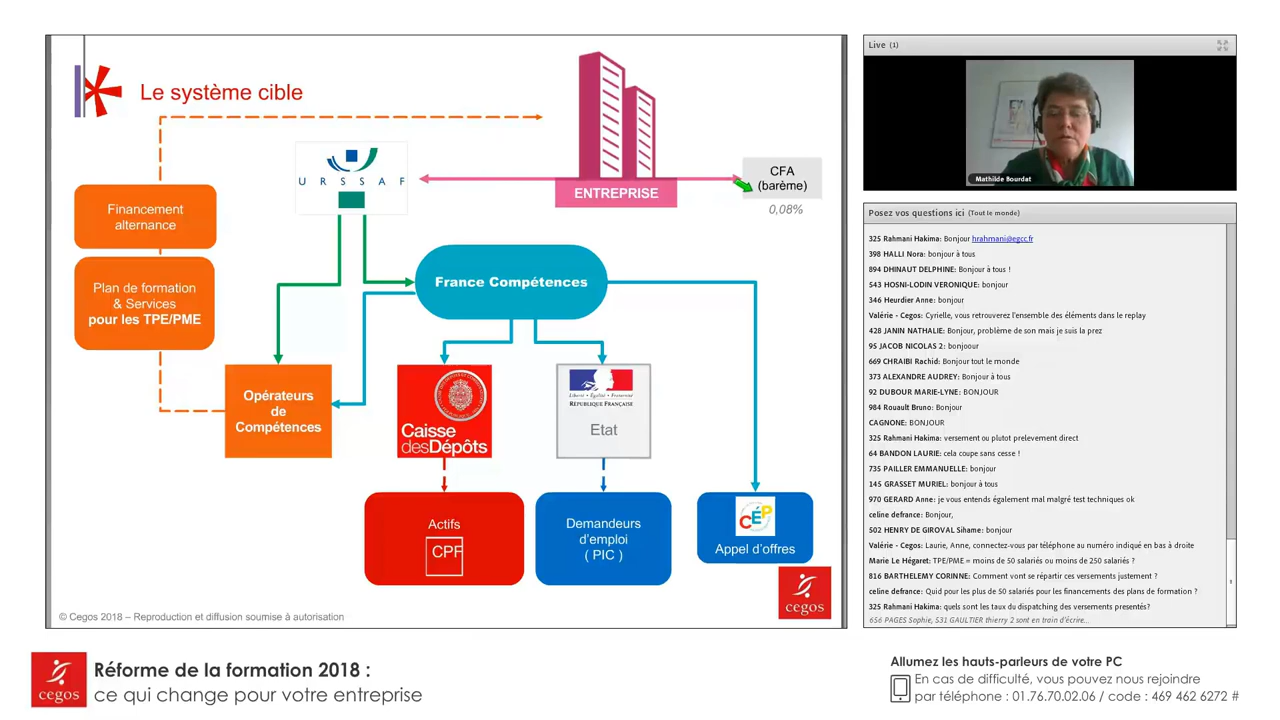 Le système cible
URSSAF
ENTREPRISE
CFA
(barème)
0,08%
Financement
alternance
Plan de formation
& Services
pour les TPE/PME
France Compétences
Opérateurs
de
Compétences
Caisse
desDépôts
Liberté • Égalité • Fraternité
RÉPUBLIQUE FRANÇAISE
Etat
Actifs
CPF
Demandeurs
d'emploi
( PIC )
CÉP
Appel d'offres
cegos
© Cegos 2018 – Reproduction et diffusion soumise à autorisation
Live (1)
Mathilde Bourdat
Posez vos questions ici (Tout le monde)
325 Rahmani Hakima: Bonjour hrahmani@egcc.fr
398 HALLI Nora: bonjour à tous
894 DHINAUT DELPHINE: Bonjour à tous !
543 HOSNI-LODIN VERONIQUE: bonjour
346 Heurdier Anne: bonjour
Valérie - Cegos: Cyrielle, vous retrouverez l'ensemble des éléments dans le replay
428 JANIN NATHALIE: Bonjour, problème de son mais je suis la prez
95 JACOB NICOLAS 2: bonjoour
669 CHRAIBI Rachid: Bonjour tout le monde
373 ALEXANDRE AUDREY: Bonjour à tous
92 DUBOUR MARIE-LYNE: BONJOUR
984 Rouault Bruno: Bonjour
CAGNONE: BONJOUR
325 Rahmani Hakima: versement ou plutot prelevement direct
64 BANDON LAURIE: cela coupe sans cesse !
735 PAILLER EMMANUELLE: bonjour
145 GRASSET MURIEL: bonjour à tous
970 GERARD Anne: je vous entends également mal malgré test techniques ok
celine defrance: Bonjour,
502 HENRY DE GIROVAL Sihame: bonjour
Valérie - Cegos: Laurie, Anne, connectez-vous par téléphone au numéro indiqué en bas à droite
Marie Le Hégaret: TPE/PME = moins de 50 salariés ou moins de 250 salariés ?
816 BARTHELEMY CORINNE: Comment vont se répartir ces versements justement ?
celine defrance: Quid pour les plus de 50 salariés pour les financements des plans de formation ?
325 Rahmani Hakima: quels sont les taux du dispatching des versements presentés?
656 PAGES Sophie, 531 GAULTIER thierry 2 sont en train d'écrire...
cegos
Réforme de la formation 2018 :
ce qui change pour votre entreprise
Allumez les hauts-parleurs de votre PC
En cas de difficulté, vous pouvez nous rejoindre
par téléphone : 01.76.70.02.06 / code : 469 462 6272 #